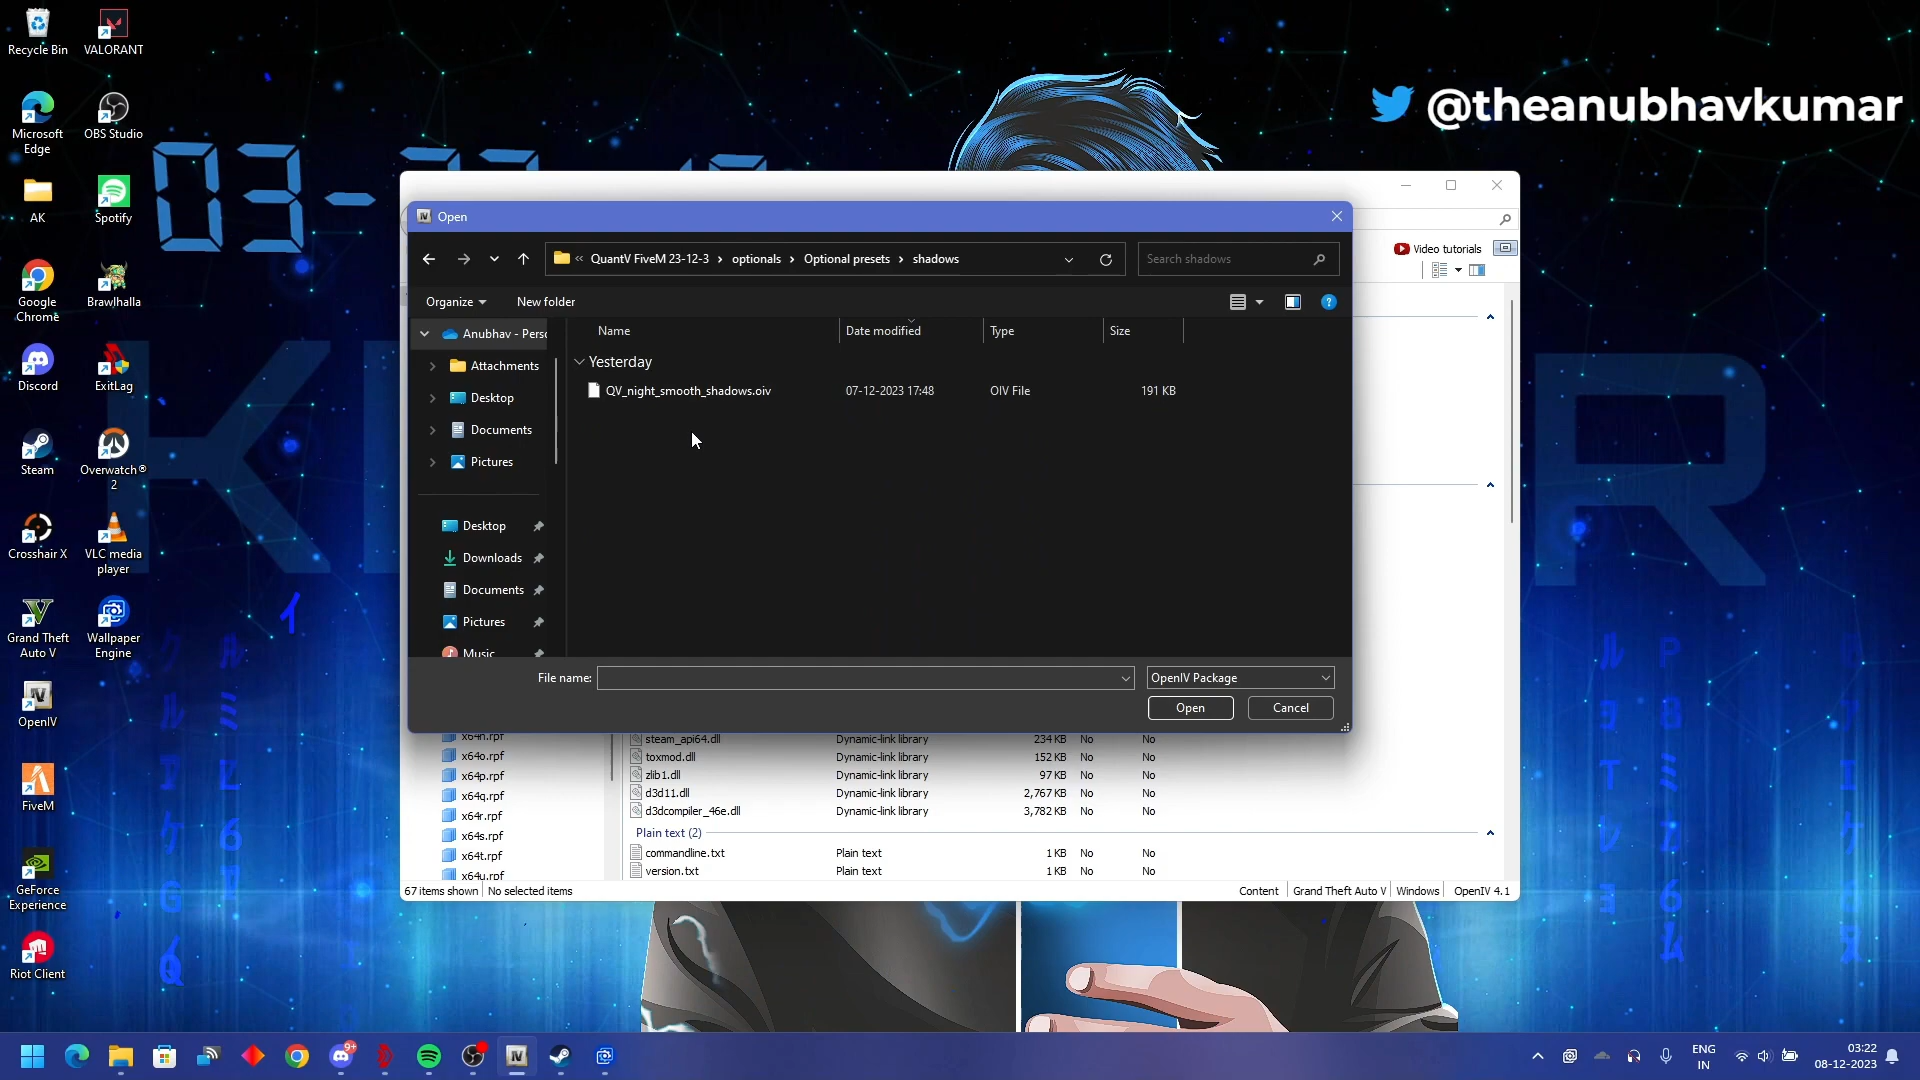 Recycle Bin
VALORANT
Microsoft
Edge
OBS Studio
AK
Spotify
Google
Chrome
Brawlhalla
Discord
ExitLag
Steam
Overwatch®
2
Crosshair X
VLC media
player
Grand Theft
Auto V
Wallpaper
Engine
OpenIV
FiveM
GeForce
Experience
Riot Client
@theanubhavkumar
03-
Open
« QuantV FiveM 23-12-3 › optionals › Optional presets › shadows
Search shadows
Organize
New folder
Name
Date modified
Type
Size
Anubhav - Perso
Attachments
Desktop
Documents
Pictures
Desktop
Downloads
Documents
Pictures
Music
Yesterday
QV_night_smooth_shadows.oiv
07-12-2023 17:48
OIV File
191 KB
File name:
OpenIV Package
Open
Cancel
Video tutorials
x64n.rpf
x64o.rpf
x64p.rpf
x64q.rpf
x64r.rpf
x64s.rpf
x64t.rpf
x64u.rpf
steam_api64.dll Dynamic-link library 234 KB No No
toxmod.dll Dynamic-link library 152 KB No No
zlib1.dll Dynamic-link library 97 KB No No
d3d11.dll Dynamic-link library 2,767 KB No No
d3dcompiler_46e.dll Dynamic-link library 3,782 KB No No
Plain text (2)
commandline.txt Plain text 1 KB No No
version.txt Plain text 1 KB No No
67 items shown
No selected items
Content
Grand Theft Auto V
Windows
OpenIV 4.1
9+
ENG
IN
03:22
08-12-2023